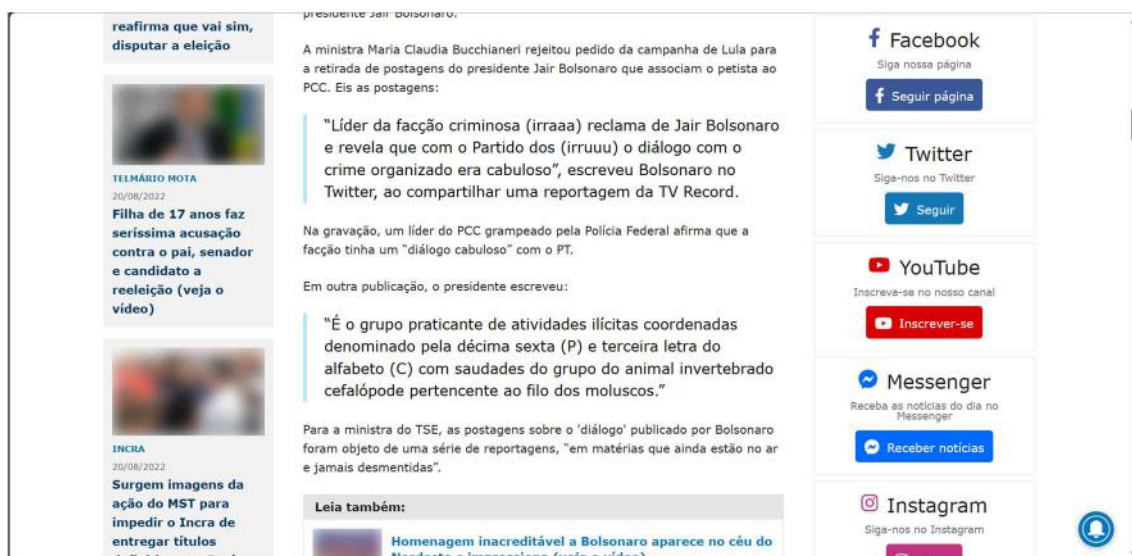 reafirma que vai sim,
disputar a eleição
TELMÁRIO MOTA
20/08/2022
Filha de 17 anos faz
seríssima acusação
contra o pai, senador
e candidato a
reeleição (veja o
vídeo)
INCRA
20/08/2022
Surgem imagens da
ação do MST para
impedir o Incra de
entregar títulos
presidente Jair Bolsonaro.
A ministra Maria Claudia Bucchianeri rejeitou pedido da campanha de Lula para
a retirada de postagens do presidente Jair Bolsonaro que associam o petista ao
PCC. Eis as postagens:
"Líder da facção criminosa (irraaa) reclama de Jair Bolsonaro
e revela que com o Partido dos (irruuu) o diálogo com o
crime organizado era cabuloso", escreveu Bolsonaro no
Twitter, ao compartilhar uma reportagem da TV Record.
Na gravação, um líder do PCC grampeado pela Polícia Federal afirma que a
facção tinha um "diálogo cabuloso" com o PT.
Em outra publicação, o presidente escreveu:
"É o grupo praticante de atividades ilícitas coordenadas
denominado pela décima sexta (P) e terceira letra do
alfabeto (C) com saudades do grupo do animal invertebrado
cefalópode pertencente ao filo dos moluscos."
Para a ministra do TSE, as postagens sobre o 'diálogo' publicado por Bolsonaro
foram objeto de uma série de reportagens, "em matérias que ainda estão no ar
e jamais desmentidas".
Leia também:
Homenagem inacreditável a Bolsonaro aparece no céu do
Nordeste e impressiona (veja o vídeo)
Facebook
Siga nossa página
Seguir página
Twitter
Siga-nos no Twitter
Seguir
YouTube
Inscreva-se no nosso canal
Inscrever-se
Messenger
Receba as notícias do dia no
Messenger
Receber notícias
Instagram
Siga-nos no Instagram